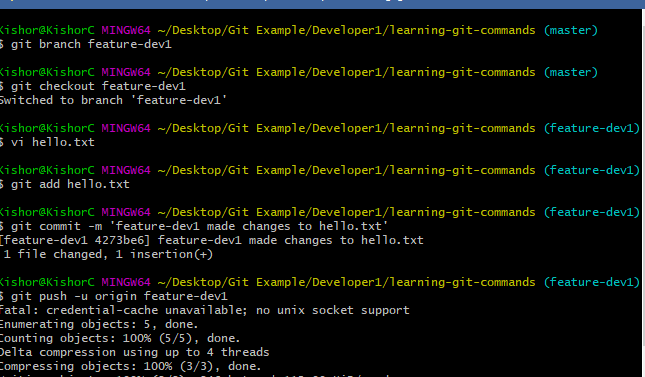 Kishor@KishorC MINGW64 ~/Desktop/Git Example/Developer1/learning-git-commands (master)
$ git branch feature-dev1
Kishor@KishorC MINGW64 ~/Desktop/Git Example/Developer1/learning-git-commands (master)
$ git checkout feature-dev1
Switched to branch 'feature-dev1'
Kishor@KishorC MINGW64 ~/Desktop/Git Example/Developer1/learning-git-commands (feature-dev1)
$ vi hello.txt
Kishor@KishorC MINGW64 ~/Desktop/Git Example/Developer1/learning-git-commands (feature-dev1)
$ git add hello.txt
Kishor@KishorC MINGW64 ~/Desktop/Git Example/Developer1/learning-git-commands (feature-dev1)
$ git commit -m 'feature-dev1 made changes to hello.txt'
[feature-dev1 4273be6] feature-dev1 made changes to hello.txt
1 file changed, 1 insertion(+)
Kishor@KishorC MINGW64 ~/Desktop/Git Example/Developer1/learning-git-commands (feature-dev1)
$ git push -u origin feature-dev1
fatal: credential-cache unavailable; no unix socket support
Enumerating objects: 5, done.
Counting objects: 100% (5/5), done.
Delta compression using up to 4 threads
Compressing objects: 100% (3/3), done.